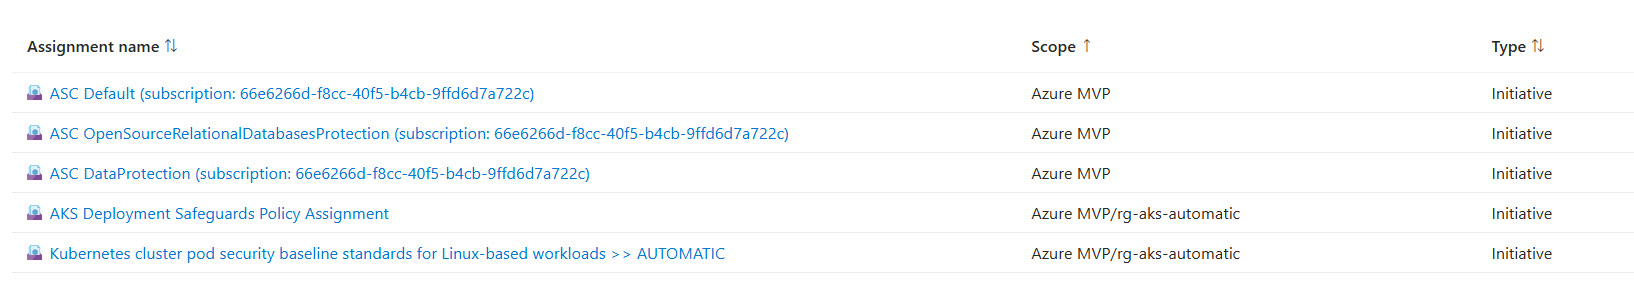 Assignment name Scope Type
ASC Default (subscription: 66e6266d-f8cc-40f5-b4cb-9ffd6d7a722c) Azure MVP Initiative
ASC OpenSourceRelationalDatabasesProtection (subscription: 66e6266d-f8cc-40f5-b4cb-9ffd6d7a722c) Azure MVP Initiative
ASC DataProtection (subscription: 66e6266d-f8cc-40f5-b4cb-9ffd6d7a722c) Azure MVP Initiative
AKS Deployment Safeguards Policy Assignment Azure MVP/rg-aks-automatic Initiative
Kubernetes cluster pod security baseline standards for Linux-based workloads >> AUTOMATIC Azure MVP/rg-aks-automatic Initiative